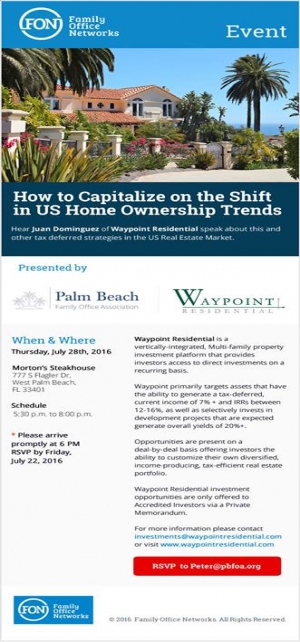 FON
Family
Office
Networks
Event
How to Capitalize on the Shift
in US Home Ownership Trends
Hear Juan Dominguez of Waypoint Residential speak about this and
other tax deferred strategies in the US Real Estate Market.
Presented by
Palm Beach
Family Office Association
WAYPOINT
RESIDENTIAL
When & Where
Thursday, July 28th, 2016
Morton's Steakhouse
777 S Flagler Dr,
West Palm Beach,
FL 33401
Schedule
5:30 p.m. to 8:00 p.m.
* Please arrive
promptly at 6 PM
RSVP by Friday,
July 22, 2016
Waypoint Residential is a
vertically-integrated, Multi-family property
investment platform that provides
investors access to direct investments on a
recurring basis.
Waypoint primarily targets assets that have
the ability to generate a tax-deferred,
current income of 7% + and IRRs between
12-16%, as well as selectively invests in
development projects that are expected
generate overall yields of 20%+.
Opportunities are present on a
deal-by-deal basis offering investors the
ability to customize their own diversified,
income-producing, tax-efficient real estate
portfolio.
Waypoint Residential investment
opportunities are only offered to
Accredited Investors via a Private
Memorandum.
For more information please contact
investments@waypointresidential.com
or visit www.waypointresidential.com
RSVP to Peter@pbfoa.org
FON
Family
Office
Networks
© 2016 Family Office Networks. All Rights Reserved.